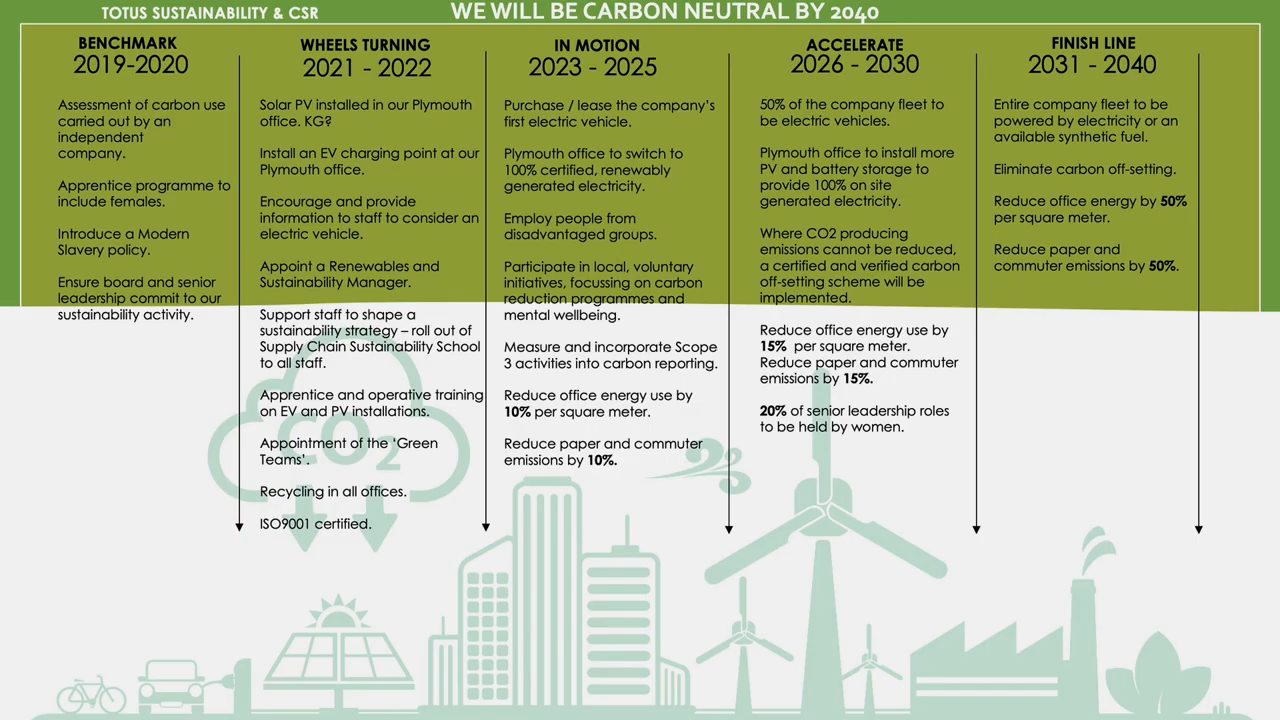 TOTUS SUSTAINABILITY & CSR
WE WILL BE CARBON NEUTRAL BY 2040
BENCHMARK
2019-2020
Assessment of carbon use
carried out by an
independent
company.
Apprentice programme to
include females.
Introduce a Modern
Slavery policy.
Ensure board and senior
leadership commit to our
sustainability activity.
WHEELS TURNING
2021 - 2022
Solar PV installed in our Plymouth
office. KG?
Install an EV charging point at our
Plymouth office.
Encourage and provide
information to staff to consider an
electric vehicle.
Appoint a Renewables and
Sustainability Manager.
Support staff to shape a
sustainability strategy – roll out of
Supply Chain Sustainability School
to all staff.
Apprentice and operative training
on EV and PV installations.
Appointment of the ‘Green
Teams’.
Recycling in all offices.
ISO9001 certified.
IN MOTION
2023 - 2025
Purchase / lease the company’s
first electric vehicle.
Plymouth office to switch to
100% certified, renewably
generated electricity.
Employ people from
disadvantaged groups.
Participate in local, voluntary
initiatives, focussing on carbon
reduction programmes and
mental wellbeing.
Measure and incorporate Scope
3 activities into carbon reporting.
Reduce office energy use by
10% per square meter.
Reduce paper and commuter
emissions by 10%.
ACCELERATE
2026 - 2030
50% of the company fleet to
be electric vehicles.
Plymouth office to install more
PV and battery storage to
provide 100% on site
generated electricity.
Where CO2 producing
emissions cannot be reduced,
a certified and verified carbon
off-setting scheme will be
implemented.
Reduce office energy use by
15% per square meter.
Reduce paper and commuter
emissions by 15%.
20% of senior leadership roles
to be held by women.
FINISH LINE
2031 - 2040
Entire company fleet to be
powered by electricity or an
available synthetic fuel.
Eliminate carbon off-setting.
Reduce office energy by 50%
per square meter.
Reduce paper and
commuter emissions by 50%.
CO2